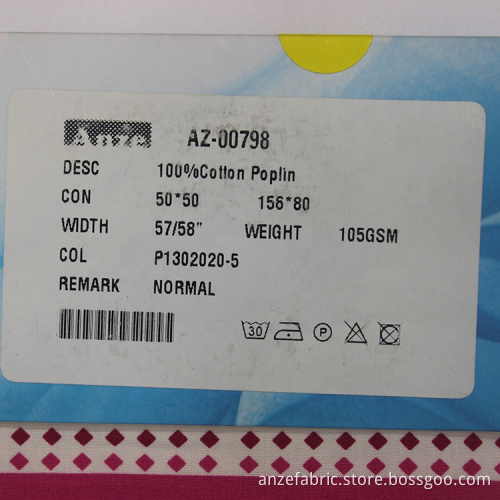 Anze AZ-00798
DESC 100%Cotton Poplin
CON 50*50 156*80
WIDTH 57/58" WEIGHT 105GSM
COL P1302020-5
REMARK NORMAL
30 P
anzefabric.store.bossgoo.com